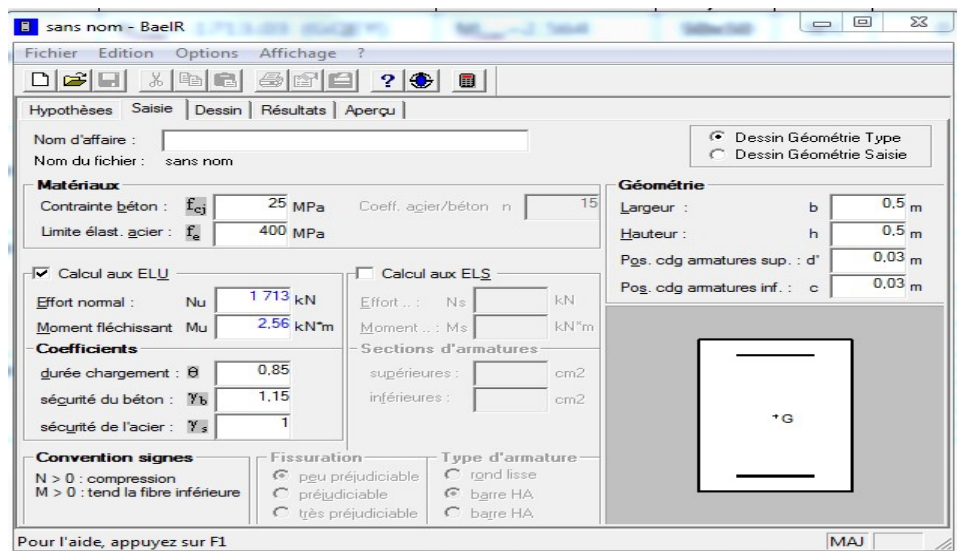 sans nom - BaelR
Fichier Edition Options Affichage ?
Hypothèses Saisie Dessin Résultats Aperçu
Nom d'affaire :
Nom du fichier : sans nom
Dessin Géométrie Type
Dessin Géométrie Saisie
Matériaux
Contrainte béton : fcj 25 MPa Coeff. acier/béton n 15
Limite élast. acier : fe 400 MPa
Géométrie
Largeur : b 0,5 m
Hauteur : h 0,5 m
Pos. cdg armatures sup. : d' 0,03 m
Pos. cdg armatures inf. : c 0,03 m
Calcul aux ELU
Effort normal : Nu 1 713 kN
Moment fléchissant Mu 2,56 kN*m
Calcul aux ELS
Effort .. : Ns kN
Moment .. : Ms kN*m
Coefficients
durée chargement : θ 0,85
sécurité du béton : γb 1,15
sécurité de l'acier : γs 1
Sections d'armatures
supérieures : cm2
inférieures : cm2
+G
Convention signes
N > 0 : compression
M > 0 : tend la fibre inférieure
Fissuration
peu préjudiciable
préjudiciable
très préjudiciable
Type d'armature
rond lisse
barre HA
barre HA
Pour l'aide, appuyez sur F1
MAJ